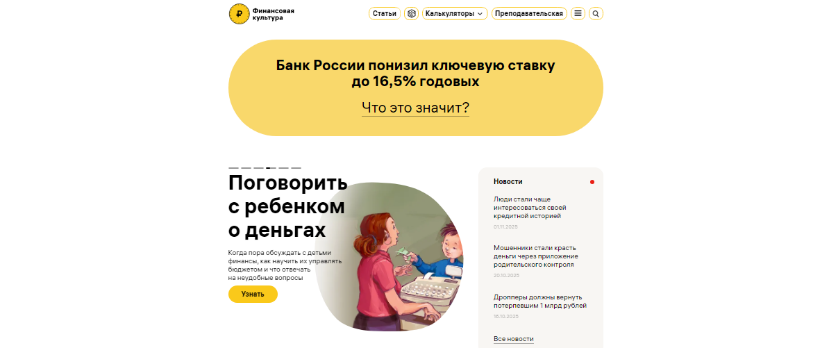 Финансовая
культура
Статьи
Калькуляторы
Преподавательская
Банк России понизил ключевую ставку
до 16,5% годовых
Что это значит?
Поговорить
с ребенком
о деньгах
Когда пора обсуждать с детьми
финансы, как научить их управлять
бюджетом и что отвечать
на неудобные вопросы
Узнать
Новости
Люди стали чаще
интересоваться своей
кредитной историей
01.11.2025
Мошенники стали красть
деньги через приложение
родительского контроля
Дропперы должны вернуть
потерпевшим 1 млрд рублей
Все новости